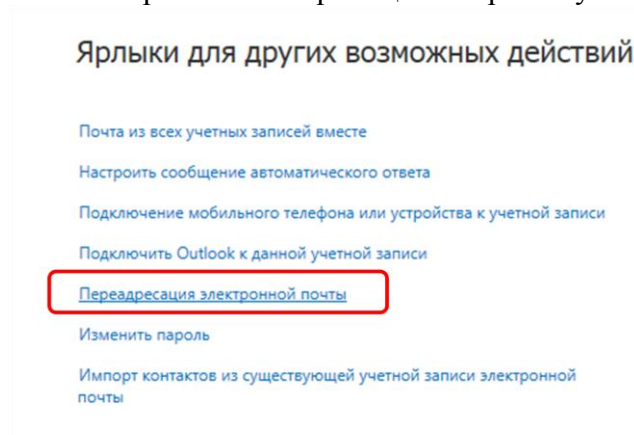 Ярлыки для других возможных действий
Почта из всех учетных записей вместе
Настроить сообщение автоматического ответа
Подключение мобильного телефона или устройства к учетной записи
Подключить Outlook к данной учетной записи
Переадресация электронной почты
Изменить пароль
Импорт контактов из существующей учетной записи электронной
почты